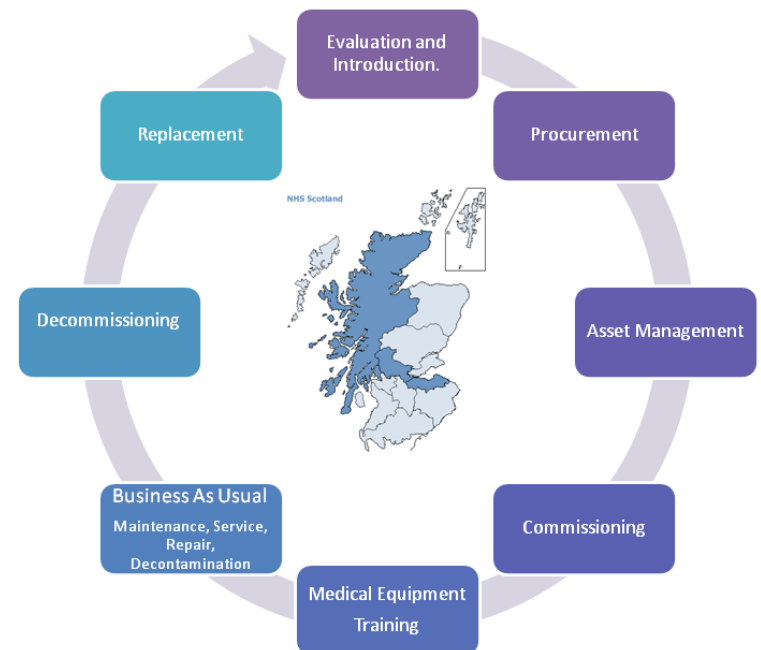 Evaluation and
Introduction.
Replacement
Procurement
NHS Scotland
Decommissioning
Asset Management
Business As Usual
Maintenance, Service,
Repair,
Decontamination
Commissioning
Medical Equipment
Training